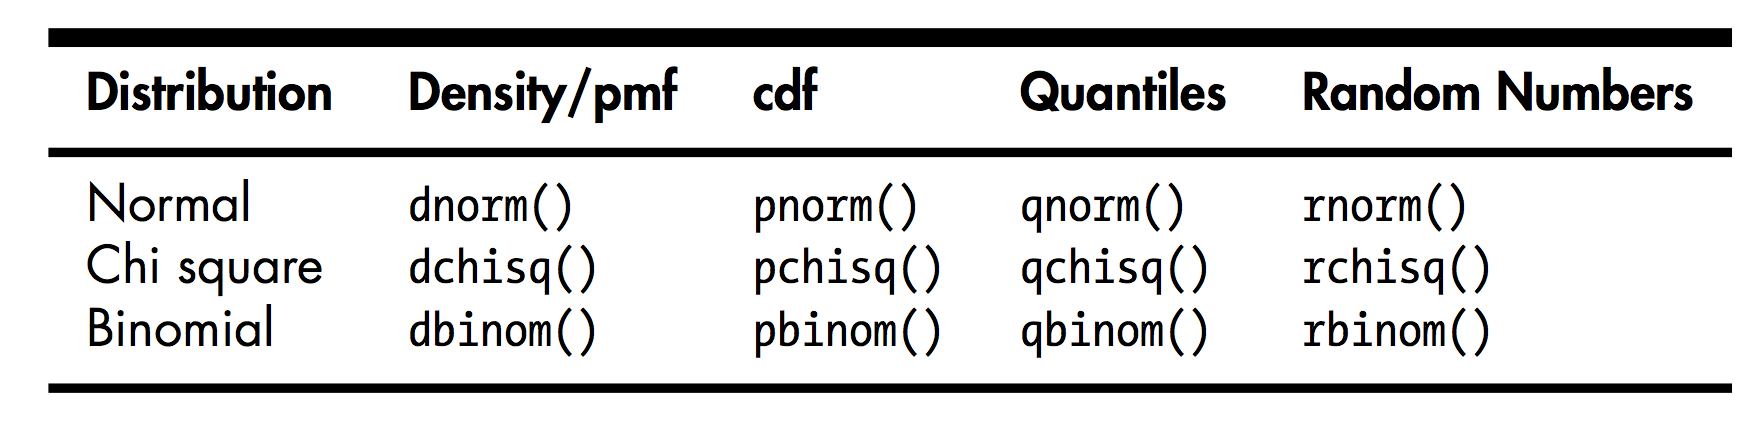 Distribution Density/pmf cdf Quantiles Random Numbers
Normal dnorm() pnorm() qnorm() rnorm()
Chi square dchisq() pchisq() qchisq() rchisq()
Binomial dbinom() pbinom() qbinom() rbinom()